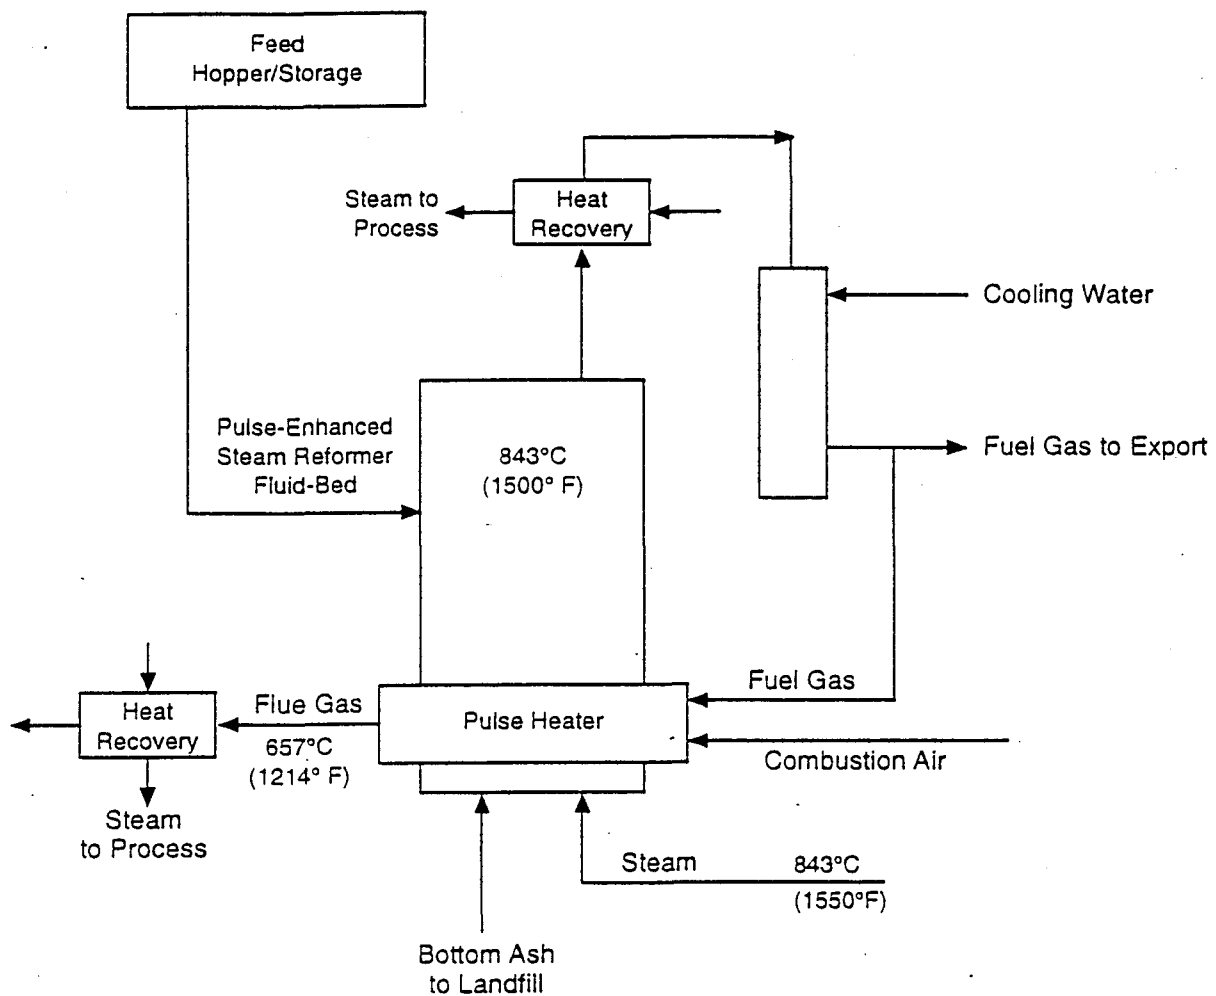 Feed
Hopper/Storage
Steam to
Process
Heat
Recovery
Cooling Water
Pulse-Enhanced
Steam Reformer
Fluid-Bed
843°C
(1500° F)
Fuel Gas to Export
Heat
Recovery
Flue Gas
657°C
(1214° F)
Pulse Heater
Fuel Gas
Combustion Air
Steam
to Process
Steam
843°C
(1550°F)
Bottom Ash
to Landfill